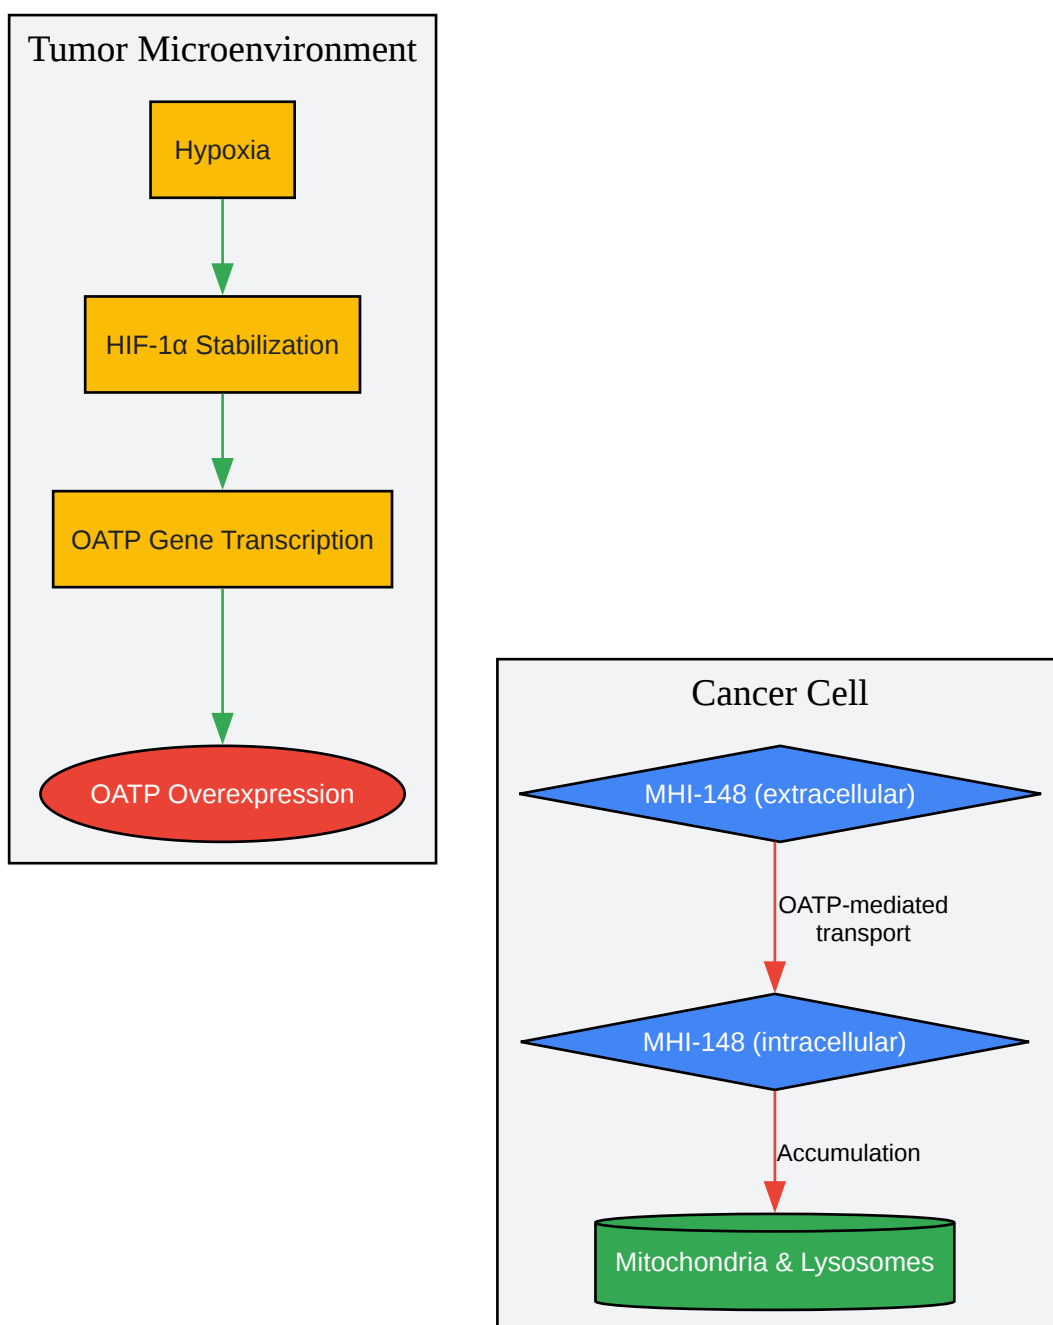 Tumor Microenvironment
Hypoxia
HIF-1α Stabilization
OATP Gene Transcription
OATP Overexpression
Cancer Cell
MHI-148 (extracellular)
OATP-mediated
transport
MHI-148 (intracellular)
Accumulation
Mitochondria & Lysosomes